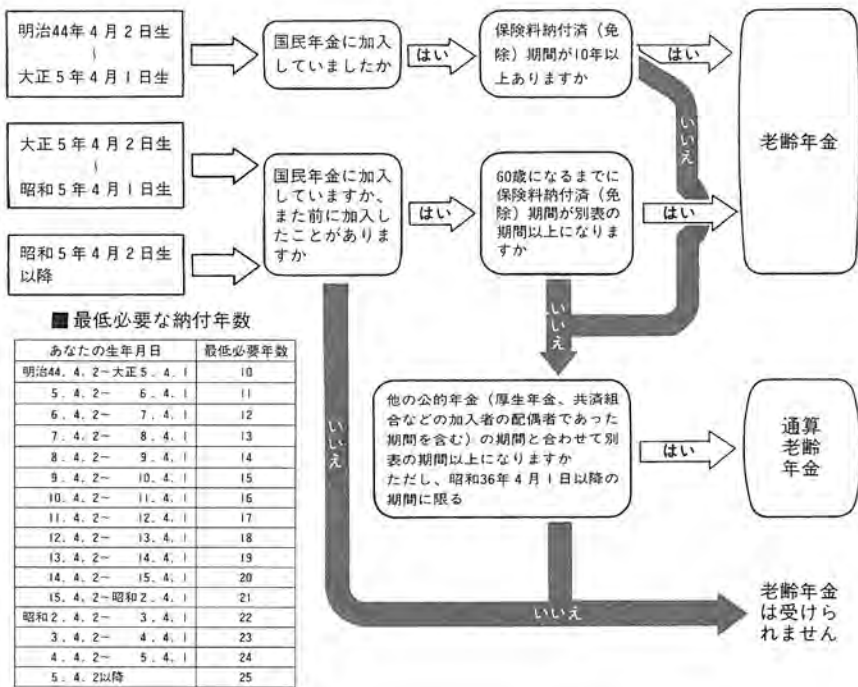 明治44年4月2日生
～
大正5年4月1日生
国民年金に加入
していましたか
はい
保険料納付済(免
除)期間が10年以
上ありますか
はい
いいえ
老齢年金
大正5年4月2日生
～
昭和5年4月1日生
昭和5年4月2日生
以降
国民年金に加入
していますか、
また前に加入し
たことがありま
すか
はい
60歳になるまでに
保険料納付済(免
除)期間が別表の
期間以上になりま
すか
はい
いいえ
いいえ
他の公的年金(厚生年金、共済組
合などの加入者の配偶者であった
期間を含む)の期間と合わせて別
表の期間以上になりますか
ただし、昭和36年4月1日以降の
期間に限る
はい
通算
老齢
年金
いいえ
老齢年金
は受けら
れません
■最低必要な納付年数
あなたの生年月日 最低必要年数
明治44.4.2～大正5.4.1 10
5.4.2～ 6.4.1 11
6.4.2～ 7.4.1 12
7.4.2～ 8.4.1 13
8.4.2～ 9.4.1 14
9.4.2～ 10.4.1 15
10.4.2～ 11.4.1 16
11.4.2～ 12.4.1 17
12.4.2～ 13.4.1 18
13.4.2～ 14.4.1 19
14.4.2～ 15.4.1 20
15.4.2～昭和2.4.1 21
昭和2.4.2～ 3.4.1 22
3.4.2～ 4.4.1 23
4.4.2～ 5.4.1 24
5.4.2以降 25